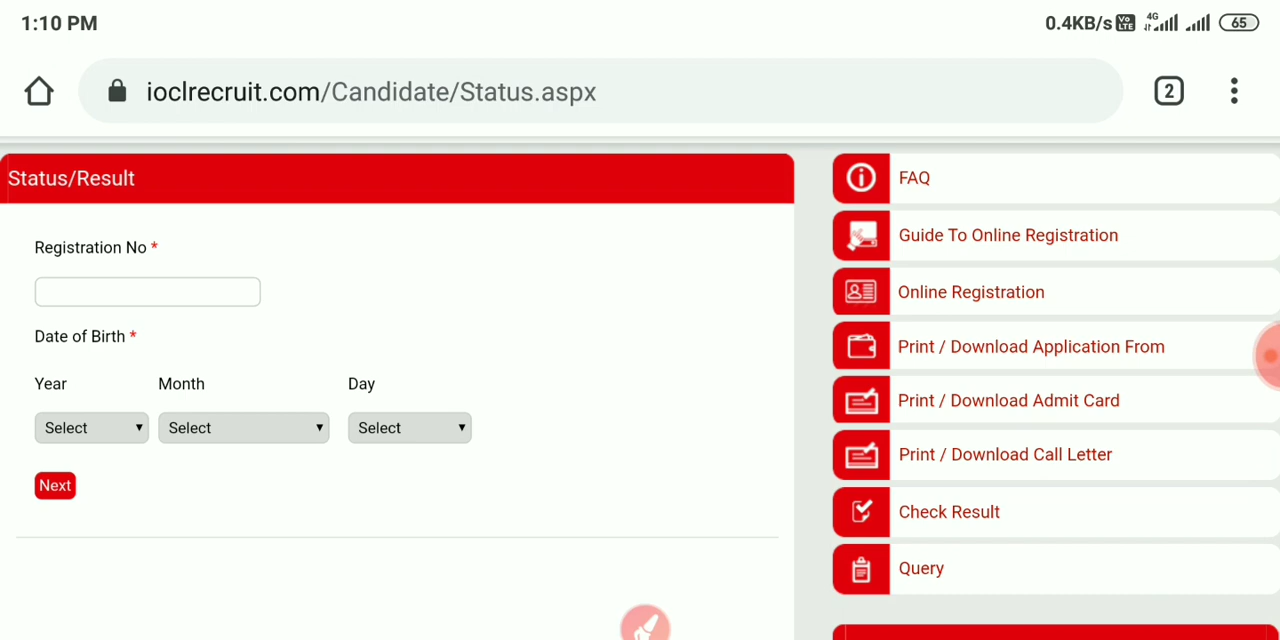 1:10 PM
0.4KB/s Vo LTE 4G 65
ioclrecruit.com/Candidate/Status.aspx
2
Status/Result
Registration No *
Date of Birth *
Year Month Day
Select Select Select
Next
FAQ
Guide To Online Registration
Online Registration
Print / Download Application From
Print / Download Admit Card
Print / Download Call Letter
Check Result
Query